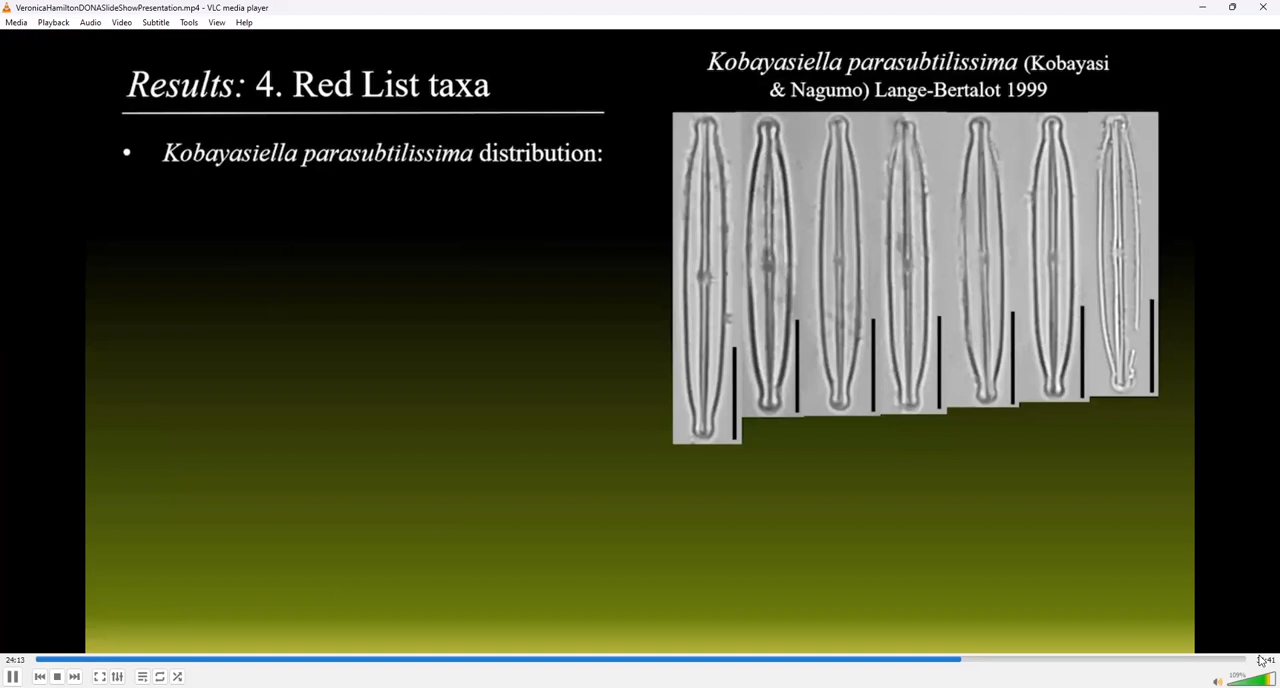 VeronicaHamiltonDONASlideShowPresentation.mp4 - VLC media player
Media Playback Audio Video Subtitle Tools View Help
Results: 4. Red List taxa
• Kobayasiella parasubtilissima distribution:
Kobayasiella parasubtilissima (Kobayasi
& Nagumo) Lange-Bertalot 1999
24:13
109%